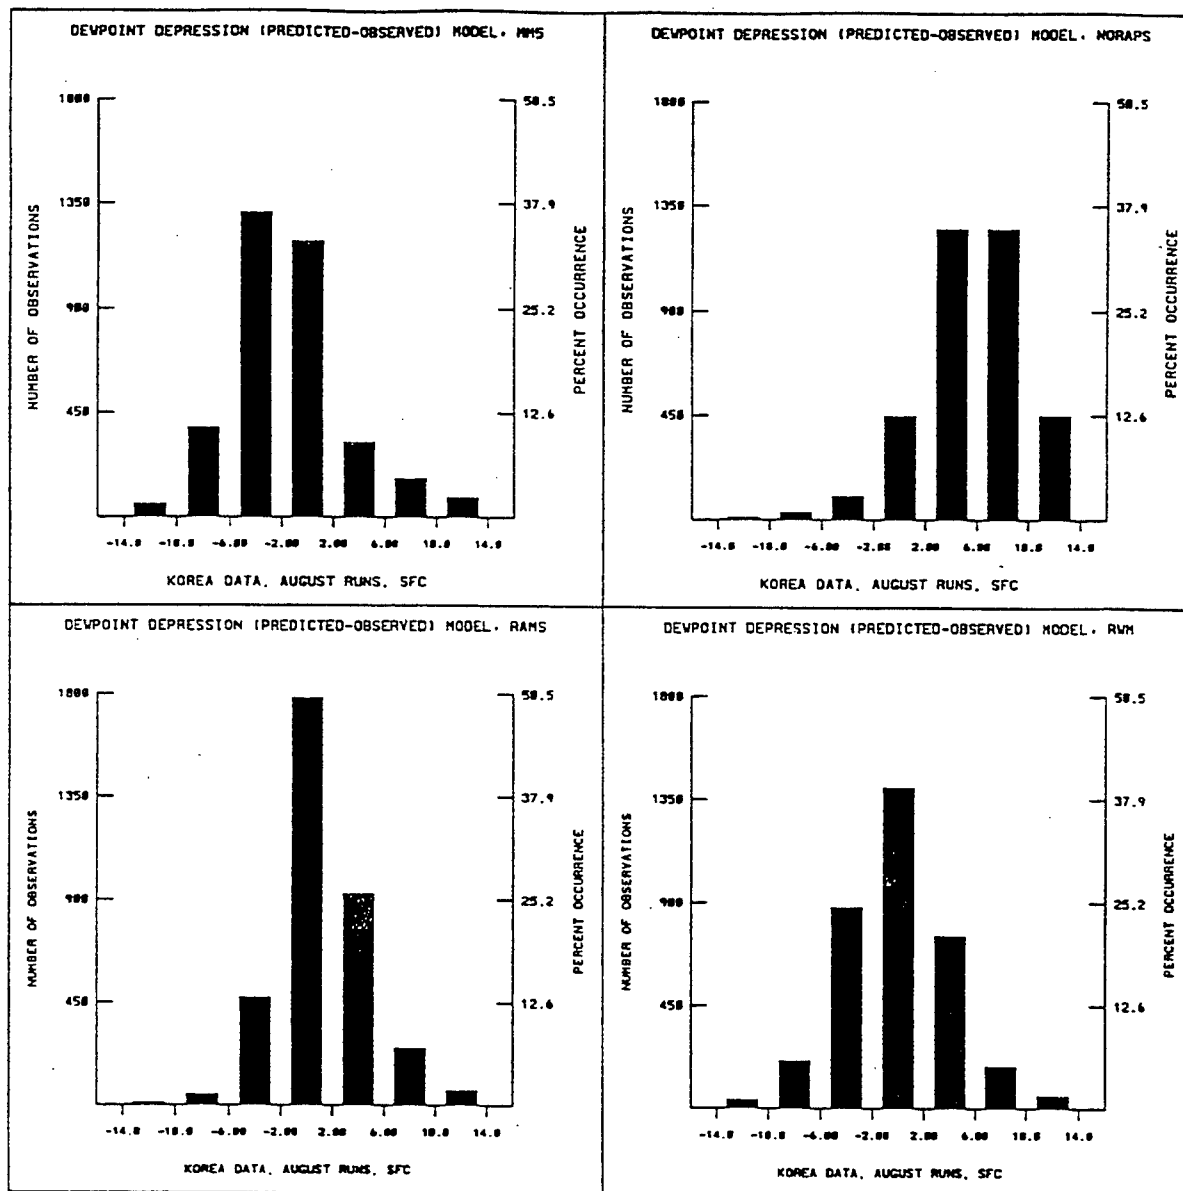 DEWPOINT DEPRESSION (PREDICTED-OBSERVED) MODEL. MM5
1800
1350
900
450
NUMBER OF OBSERVATIONS
50.5
37.9
25.2
12.6
PERCENT OCCURRENCE
-14.0 -10.0 -6.00 -2.00 2.00 6.00 10.0 14.0
KOREA DATA. AUGUST RUNS. SFC
DEWPOINT DEPRESSION (PREDICTED-OBSERVED) MODEL. NORAPS
1800
1350
900
450
NUMBER OF OBSERVATIONS
50.5
37.9
25.2
12.6
PERCENT OCCURRENCE
-14.0 -10.0 -6.00 -2.00 2.00 6.00 10.0 14.0
KOREA DATA. AUGUST RUNS. SFC
DEWPOINT DEPRESSION (PREDICTED-OBSERVED) MODEL. RAMS
1800
1350
900
450
NUMBER OF OBSERVATIONS
50.5
37.9
25.2
12.6
PERCENT OCCURRENCE
-14.0 -10.0 -6.00 -2.00 2.00 6.00 10.0 14.0
KOREA DATA. AUGUST RUNS. SFC
DEWPOINT DEPRESSION (PREDICTED-OBSERVED) MODEL. RWM
1800
1350
900
450
NUMBER OF OBSERVATIONS
50.5
37.9
25.2
12.6
PERCENT OCCURRENCE
-14.0 -10.0 -6.00 -2.00 2.00 6.00 10.0 14.0
KOREA DATA. AUGUST RUNS. SFC